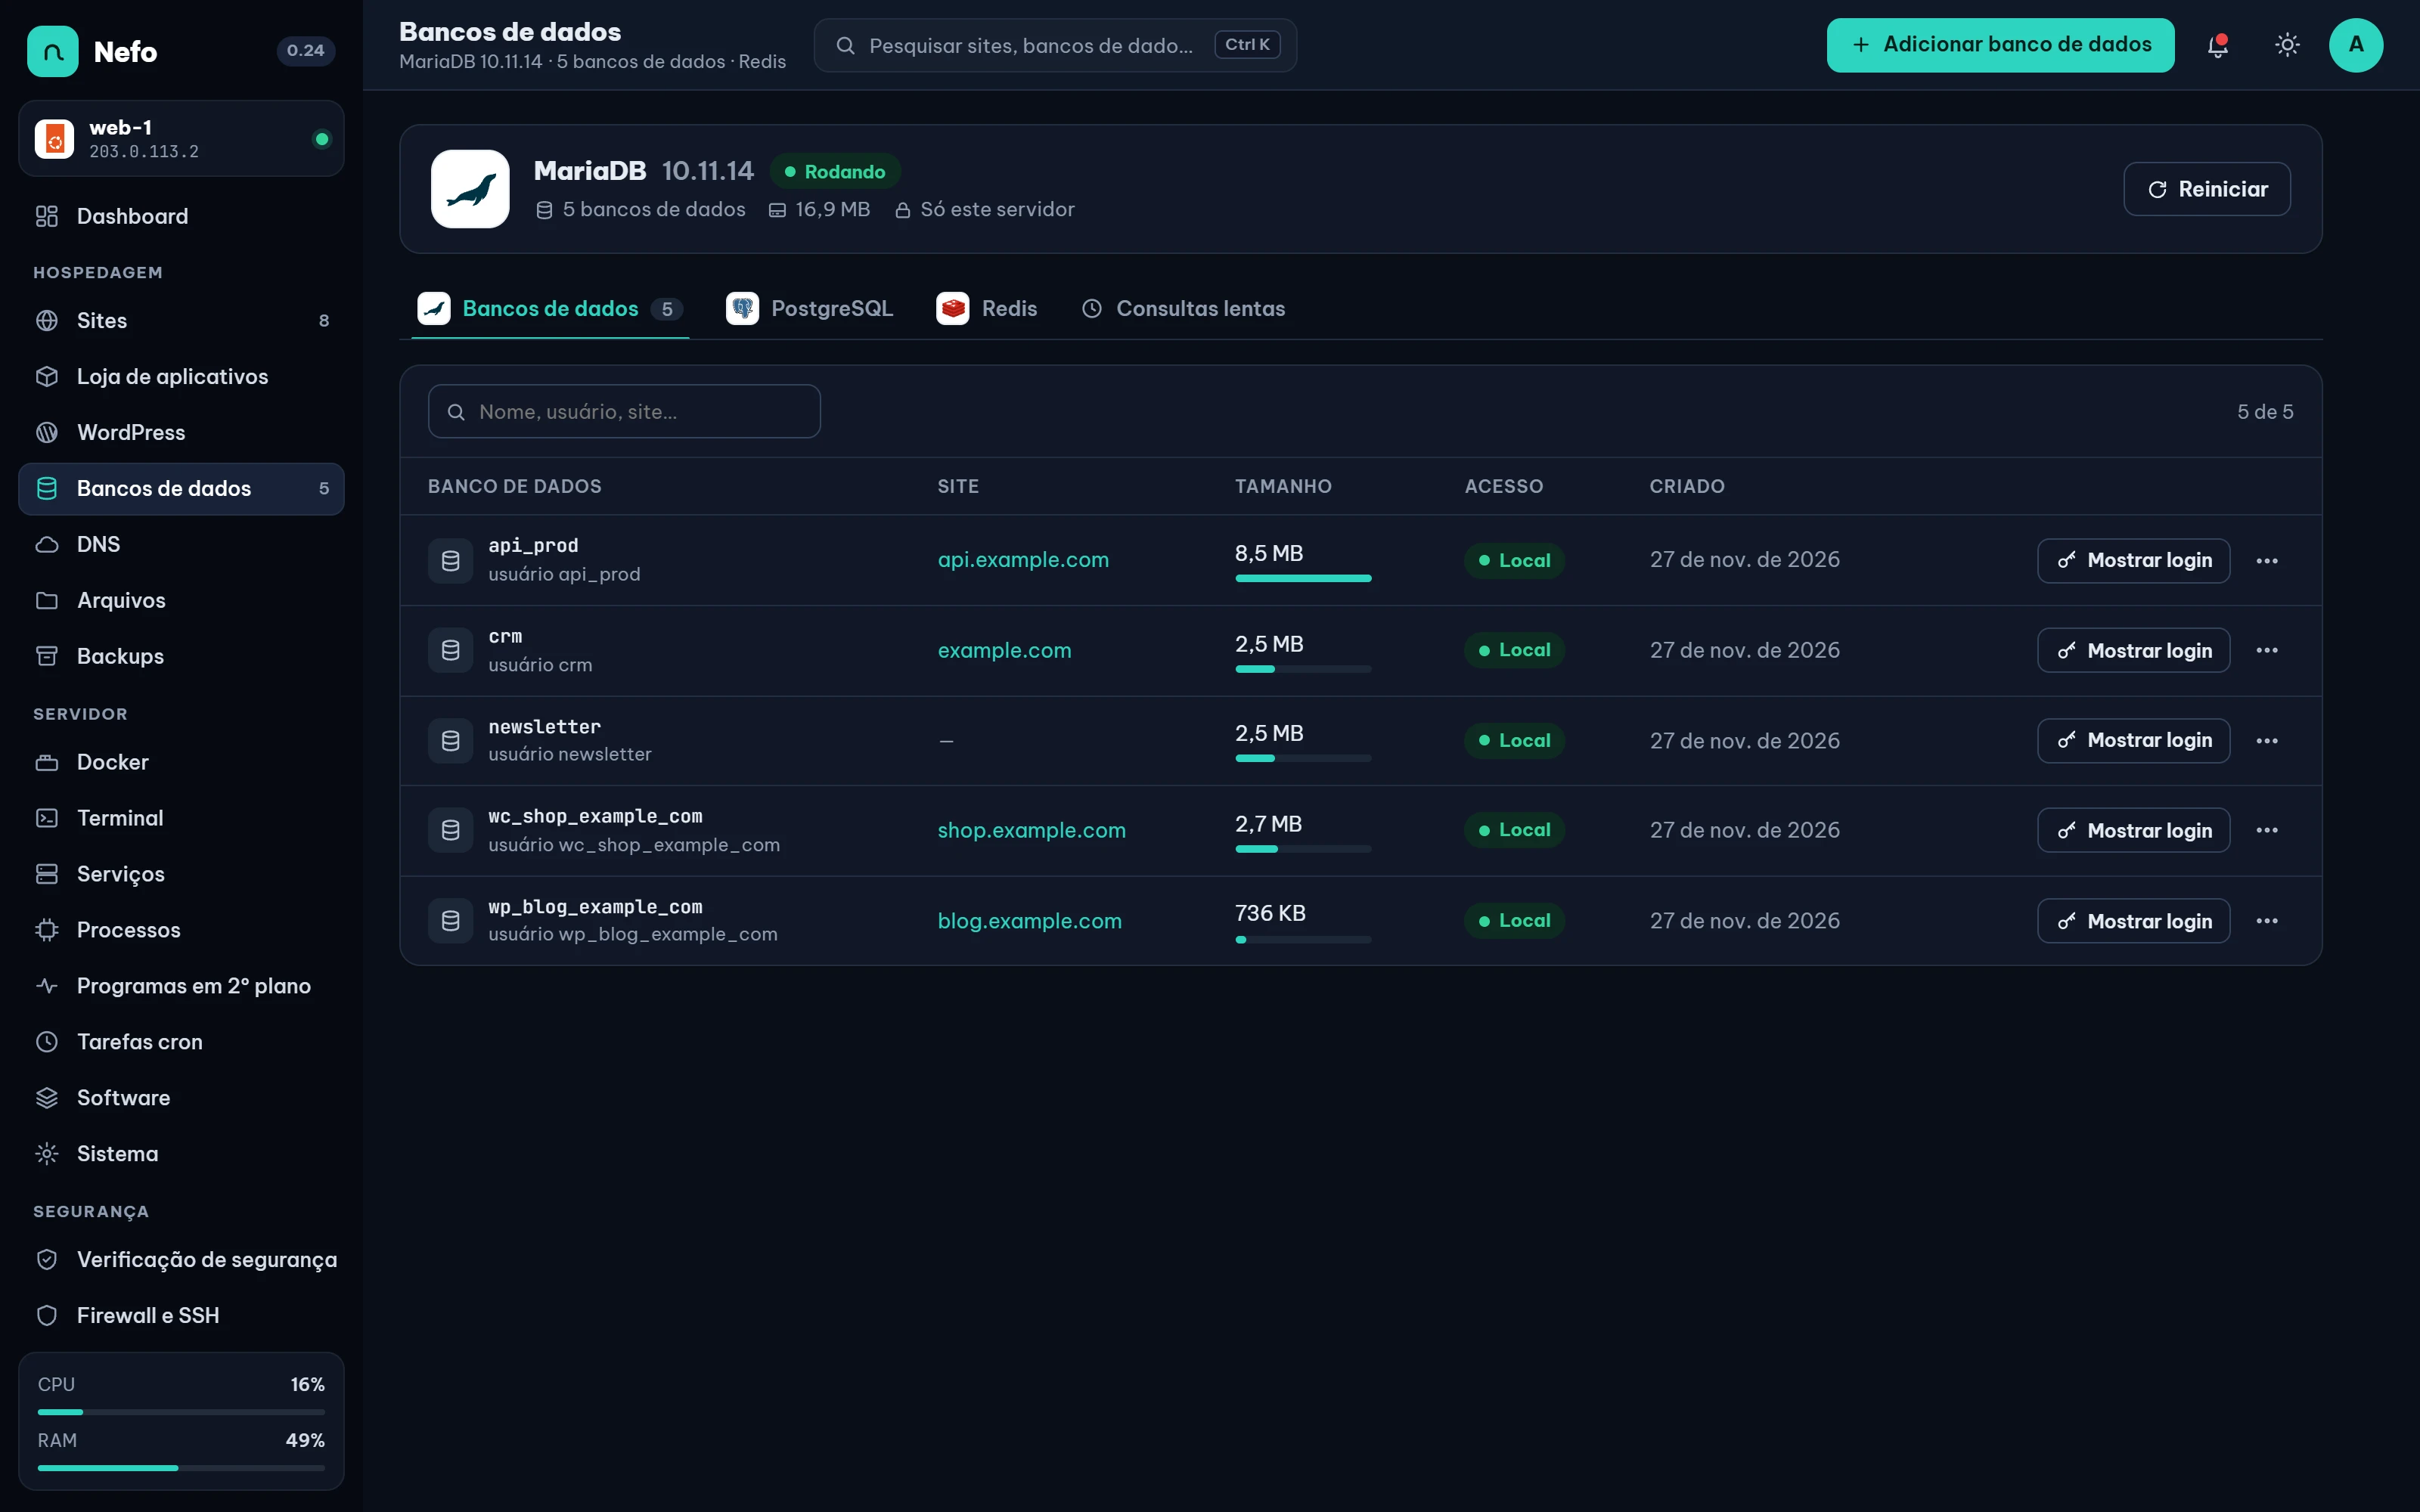 Nefo
0.24
web-1
203.0.113.2
Dashboard
HOSPEDAGEM
Sites 8
Loja de aplicativos
WordPress
Bancos de dados 5
DNS
Arquivos
Backups
SERVIDOR
Docker
Terminal
Serviços
Processos
Programas em 2º plano
Tarefas cron
Software
Sistema
SEGURANÇA
Verificação de segurança
Firewall e SSH
CPU 16%
RAM 49%
Bancos de dados
MariaDB 10.11.14 · 5 bancos de dados · Redis
Pesquisar sites, bancos de dado... Ctrl K
Adicionar banco de dados
A
MariaDB 10.11.14 Rodando
5 bancos de dados 16,9 MB Só este servidor
Reiniciar
Bancos de dados 5 PostgreSQL Redis Consultas lentas
Nome, usuário, site...
5 de 5
BANCO DE DADOS SITE TAMANHO ACESSO CRIADO
api_prod
usuário api_prod
api.example.com 8,5 MB Local 27 de nov. de 2026 Mostrar login
crm
usuário crm
example.com 2,5 MB Local 27 de nov. de 2026 Mostrar login
newsletter
usuário newsletter
— 2,5 MB Local 27 de nov. de 2026 Mostrar login
wc_shop_example_com
usuário wc_shop_example_com
shop.example.com 2,7 MB Local 27 de nov. de 2026 Mostrar login
wp_blog_example_com
usuário wp_blog_example_com
blog.example.com 736 KB Local 27 de nov. de 2026 Mostrar login